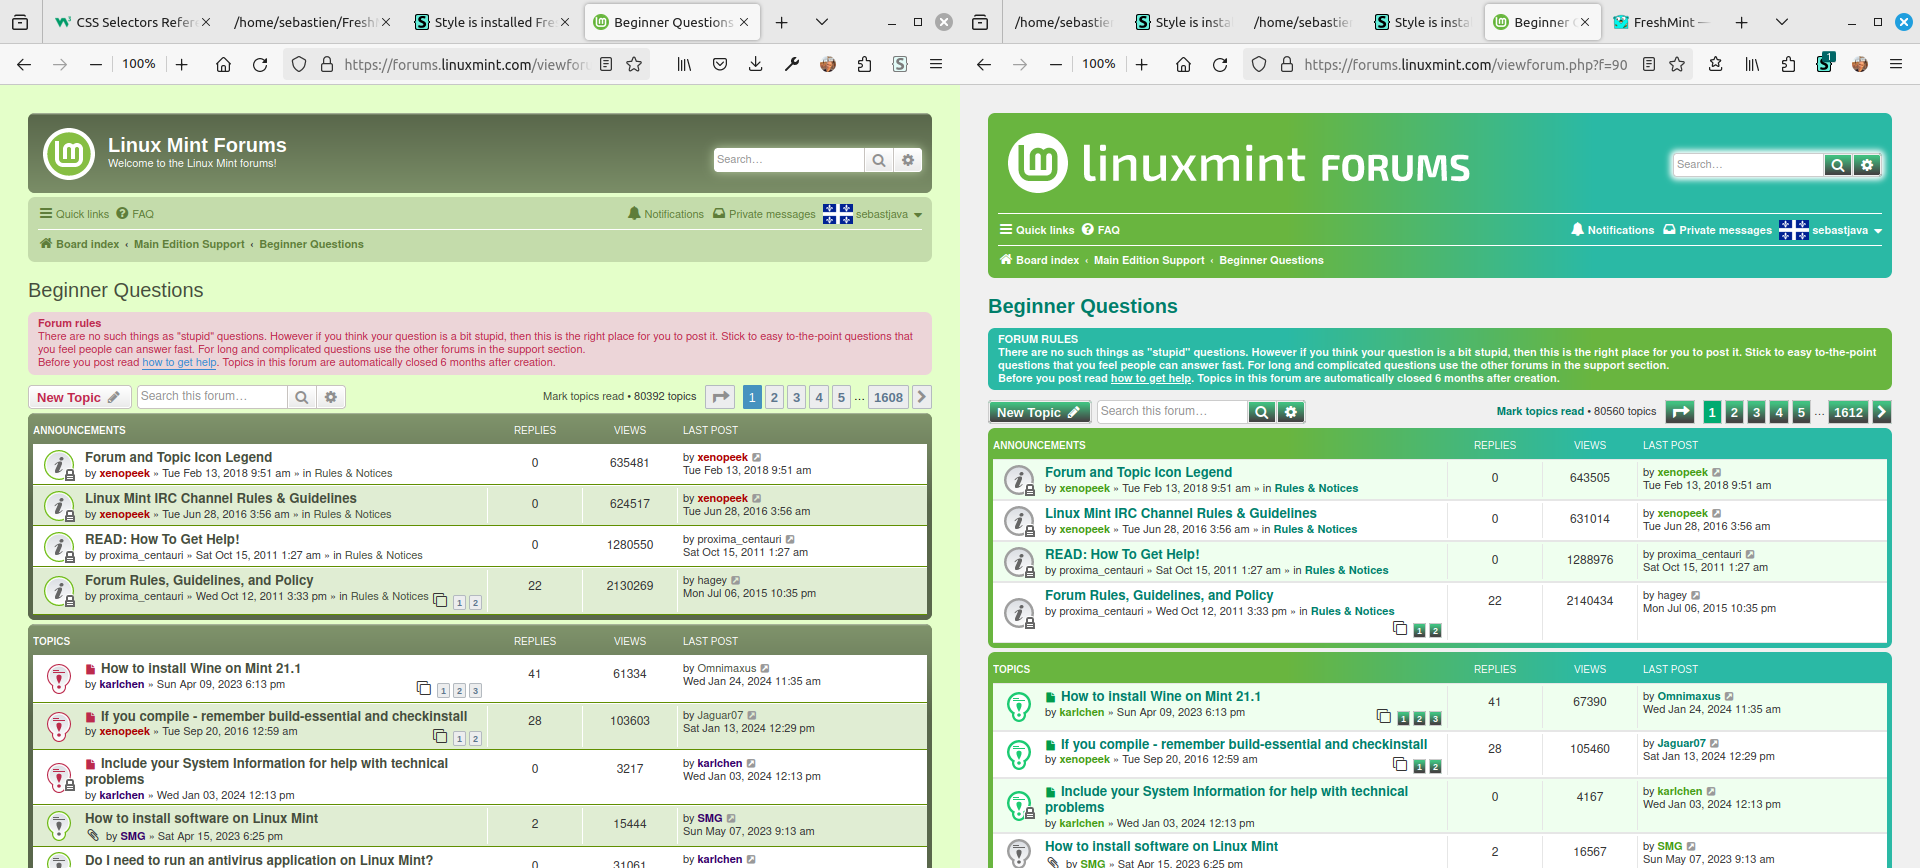 CSS Selectors Refer
/home/sebastien/Fresh
Style is installed Fre
Beginner Questions
100%
https://forums.linuxmint.com/viewforu
Linux Mint Forums
Welcome to the Linux Mint forums!
Search…
Quick links FAQ
Notifications Private messages sebastjava
Board index ‹ Main Edition Support ‹ Beginner Questions
Beginner Questions
Forum rules
There are no such things as "stupid" questions. However if you think your question is a bit stupid, then this is the right place for you to post it. Stick to easy to-the-point questions that
you feel people can answer fast. For long and complicated questions use the other forums in the support section.
Before you post read how to get help. Topics in this forum are automatically closed 6 months after creation.
New Topic
Search this forum…
Mark topics read • 80392 topics
1 2 3 4 5 … 1608
ANNOUNCEMENTS REPLIES VIEWS LAST POST
Forum and Topic Icon Legend
by xenopeek » Tue Feb 13, 2018 9:51 am » in Rules & Notices
0
635481
by xenopeek
Tue Feb 13, 2018 9:51 am
Linux Mint IRC Channel Rules & Guidelines
by xenopeek » Tue Jun 28, 2016 3:56 am » in Rules & Notices
0
624517
by xenopeek
Tue Jun 28, 2016 3:56 am
READ: How To Get Help!
by proxima_centauri » Sat Oct 15, 2011 1:27 am » in Rules & Notices
0
1280550
by proxima_centauri
Sat Oct 15, 2011 1:27 am
Forum Rules, Guidelines, and Policy
by proxima_centauri » Wed Oct 12, 2011 3:33 pm » in Rules & Notices
1 2
22
2130269
by hagey
Mon Jul 06, 2015 10:35 pm
TOPICS REPLIES VIEWS LAST POST
How to install Wine on Mint 21.1
by karlchen » Sun Apr 09, 2023 6:13 pm
1 2 3
41
61334
by Omnimaxus
Wed Jan 24, 2024 11:35 am
If you compile - remember build-essential and checkinstall
by xenopeek » Tue Sep 20, 2016 12:59 am
1 2
28
103603
by Jaguar07
Sat Jan 13, 2024 12:29 pm
Include your System Information for help with technical
problems
by karlchen » Wed Jan 03, 2024 12:13 pm
0
3217
by karlchen
Wed Jan 03, 2024 12:13 pm
How to install software on Linux Mint
by SMG » Sat Apr 15, 2023 6:25 pm
2
15444
by SMG
Sun May 07, 2023 9:13 am
Do I need to run an antivirus application on Linux Mint?
0
31061
by karlchen
/home/sebastien
Style is insta
/home/sebastien
Style is insta
Beginner
FreshMint —
100%
https://forums.linuxmint.com/viewforum.php?f=90
1
linuxmint FORUMS
Search…
Quick links FAQ
Notifications Private messages sebastjava
Board index ‹ Main Edition Support ‹ Beginner Questions
Beginner Questions
FORUM RULES
There are no such things as "stupid" questions. However if you think your question is a bit stupid, then this is the right place for you to post it. Stick to easy to-the-point
questions that you feel people can answer fast. For long and complicated questions use the other forums in the support section.
Before you post read how to get help. Topics in this forum are automatically closed 6 months after creation.
New Topic
Search this forum…
Mark topics read • 80560 topics
1 2 3 4 5 … 1612
ANNOUNCEMENTS REPLIES VIEWS LAST POST
Forum and Topic Icon Legend
by xenopeek » Tue Feb 13, 2018 9:51 am » in Rules & Notices
0
643505
by xenopeek
Tue Feb 13, 2018 9:51 am
Linux Mint IRC Channel Rules & Guidelines
by xenopeek » Tue Jun 28, 2016 3:56 am » in Rules & Notices
0
631014
by xenopeek
Tue Jun 28, 2016 3:56 am
READ: How To Get Help!
by proxima_centauri » Sat Oct 15, 2011 1:27 am » in Rules & Notices
0
1288976
by proxima_centauri
Sat Oct 15, 2011 1:27 am
Forum Rules, Guidelines, and Policy
by proxima_centauri » Wed Oct 12, 2011 3:33 pm » in Rules & Notices
1 2
22
2140434
by hagey
Mon Jul 06, 2015 10:35 pm
TOPICS REPLIES VIEWS LAST POST
How to install Wine on Mint 21.1
by karlchen » Sun Apr 09, 2023 6:13 pm
1 2 3
41
67390
by Omnimaxus
Wed Jan 24, 2024 11:35 am
If you compile - remember build-essential and checkinstall
by xenopeek » Tue Sep 20, 2016 12:59 am
1 2
28
105460
by Jaguar07
Sat Jan 13, 2024 12:29 pm
Include your System Information for help with technical
problems
by karlchen » Wed Jan 03, 2024 12:13 pm
0
4167
by karlchen
Wed Jan 03, 2024 12:13 pm
How to install software on Linux Mint
by SMG » Sat Apr 15, 2023 6:25 pm
2
16567
by SMG
Sun May 07, 2023 9:13 am